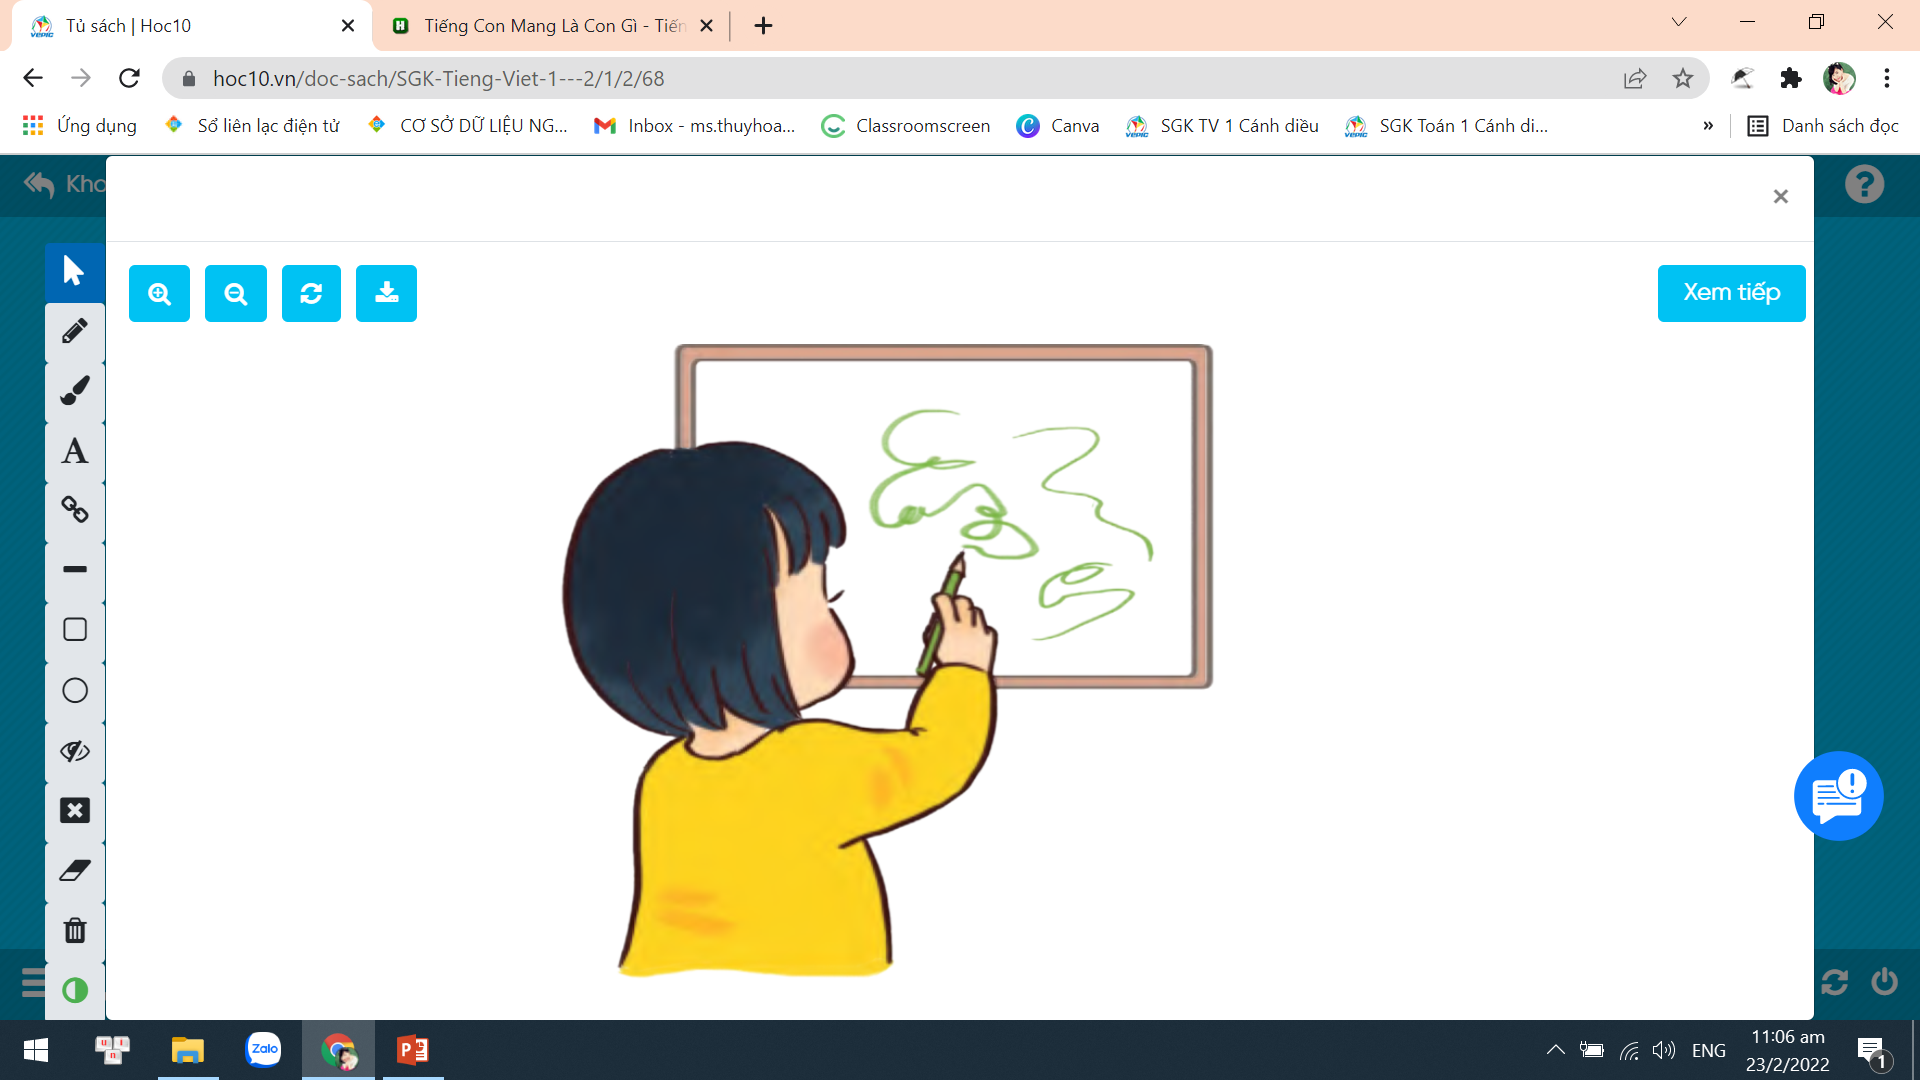 Tủ sách | Hoc10
Tiếng Con Mang Là Con Gì - Tiến
hoc10.vn/doc-sach/SGK-Tieng-Viet-1---2/1/2/68
Ứng dụng
Sổ liên lạc điện tử
CƠ SỞ DỮ LIỆU NG...
Inbox - ms.thuyhoa...
Classroomscreen
Canva
SGK TV 1 Cánh diều
SGK Toán 1 Cánh di...
»
Danh sách đọc
Kho
Xem tiếp
A
Zalo
ENG
11:06 am
23/2/2022
1